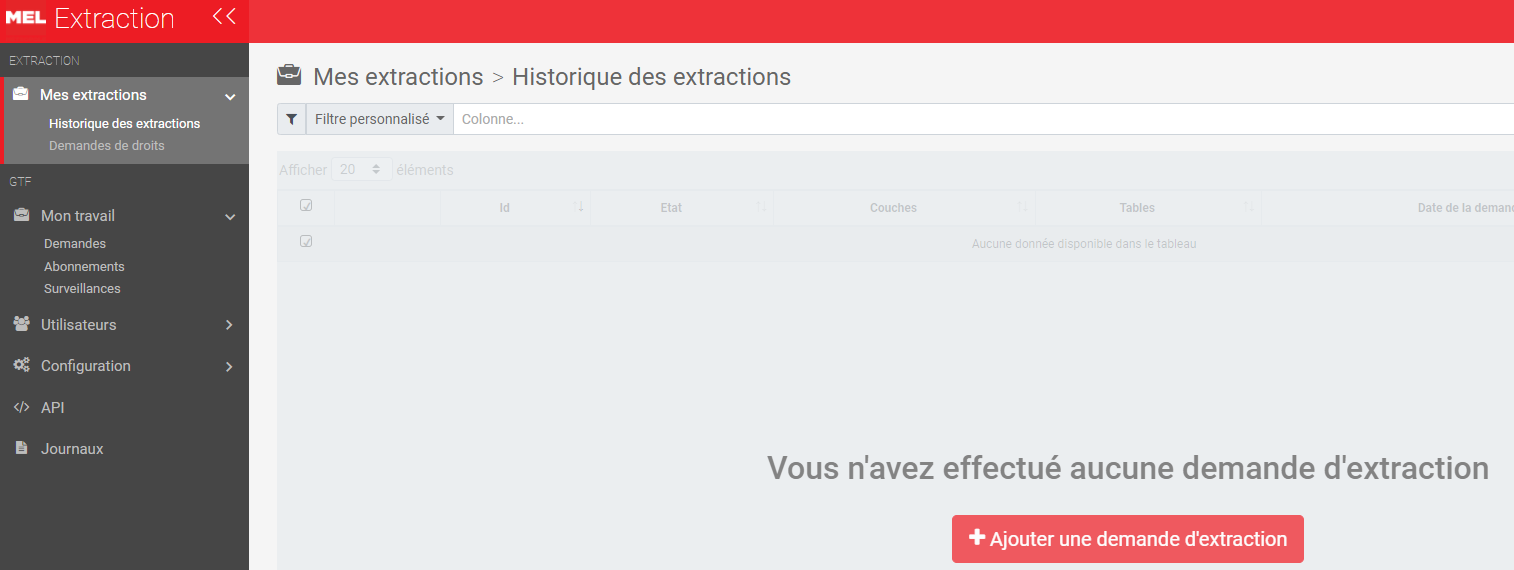 MEL Extraction
EXTRACTION
Mes extractions
Historique des extractions
Demandes de droits
GTF
Mon travail
Demandes
Abonnements
Surveillances
Utilisateurs
Configuration
API
Journaux
Mes extractions > Historique des extractions
Filtre personnalisé Colonne...
Afficher 20 éléments
Id Etat Couches Tables Date de la deman
Aucune donnée disponible dans le tableau
Vous n'avez effectué aucune demande d'extraction
Ajouter une demande d'extraction